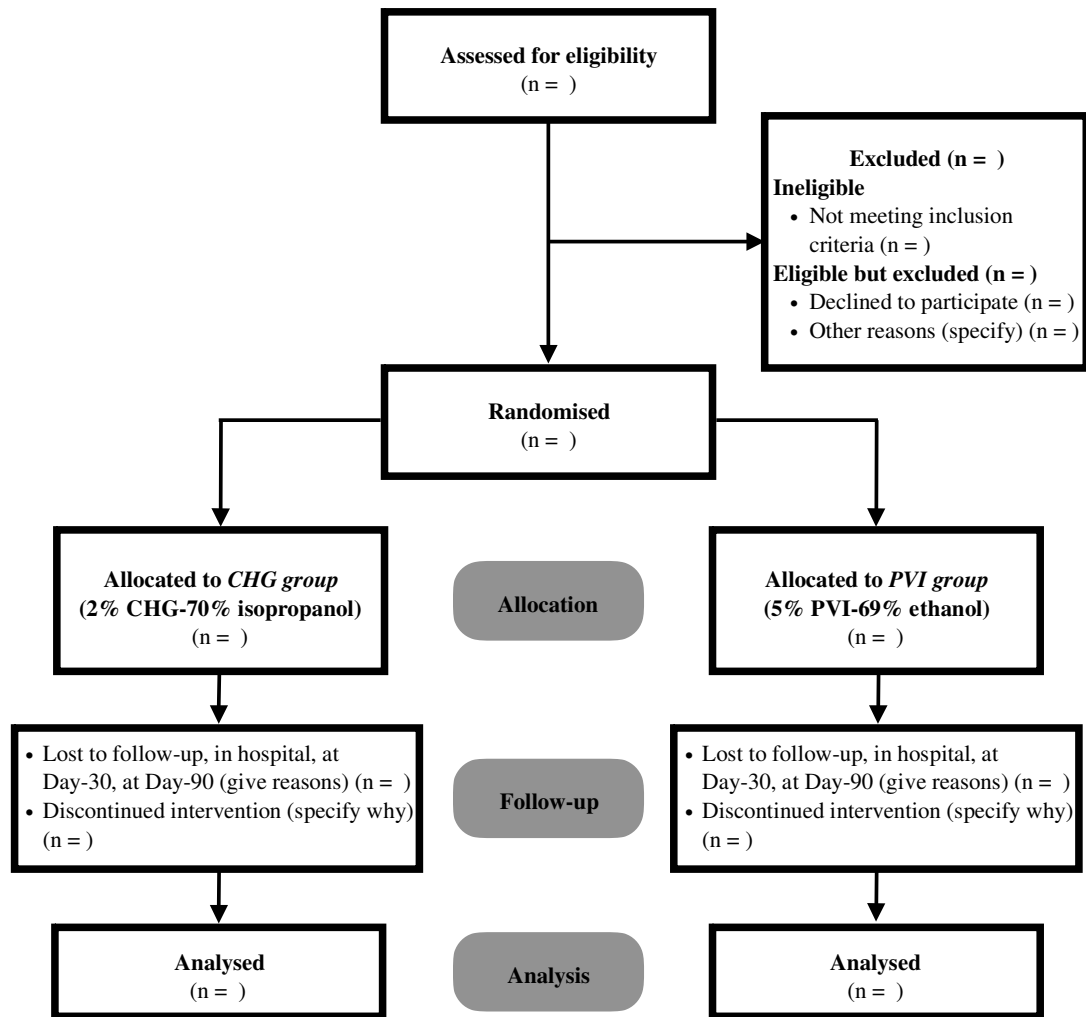 Assessed for eligibility
(n =  )
Excluded (n =  )
Ineligible
• Not meeting inclusion
criteria (n = )
Eligible but excluded (n = )
• Declined to participate (n = )
• Other reasons (specify) (n = )
Randomised
(n =  )
Allocated to CHG group
(2% CHG-70% isopropanol)
(n =  )
Allocation
Allocated to PVI group
(5% PVI-69% ethanol)
(n =  )
• Lost to follow-up, in hospital, at
Day-30, at Day-90 (give reasons) (n =  )
• Discontinued intervention (specify why)
(n = )
Follow-up
• Lost to follow-up, in hospital, at
Day-30, at Day-90 (give reasons) (n =  )
• Discontinued intervention (specify why)
(n = )
Analysed
(n =  )
Analysis
Analysed
(n =  )